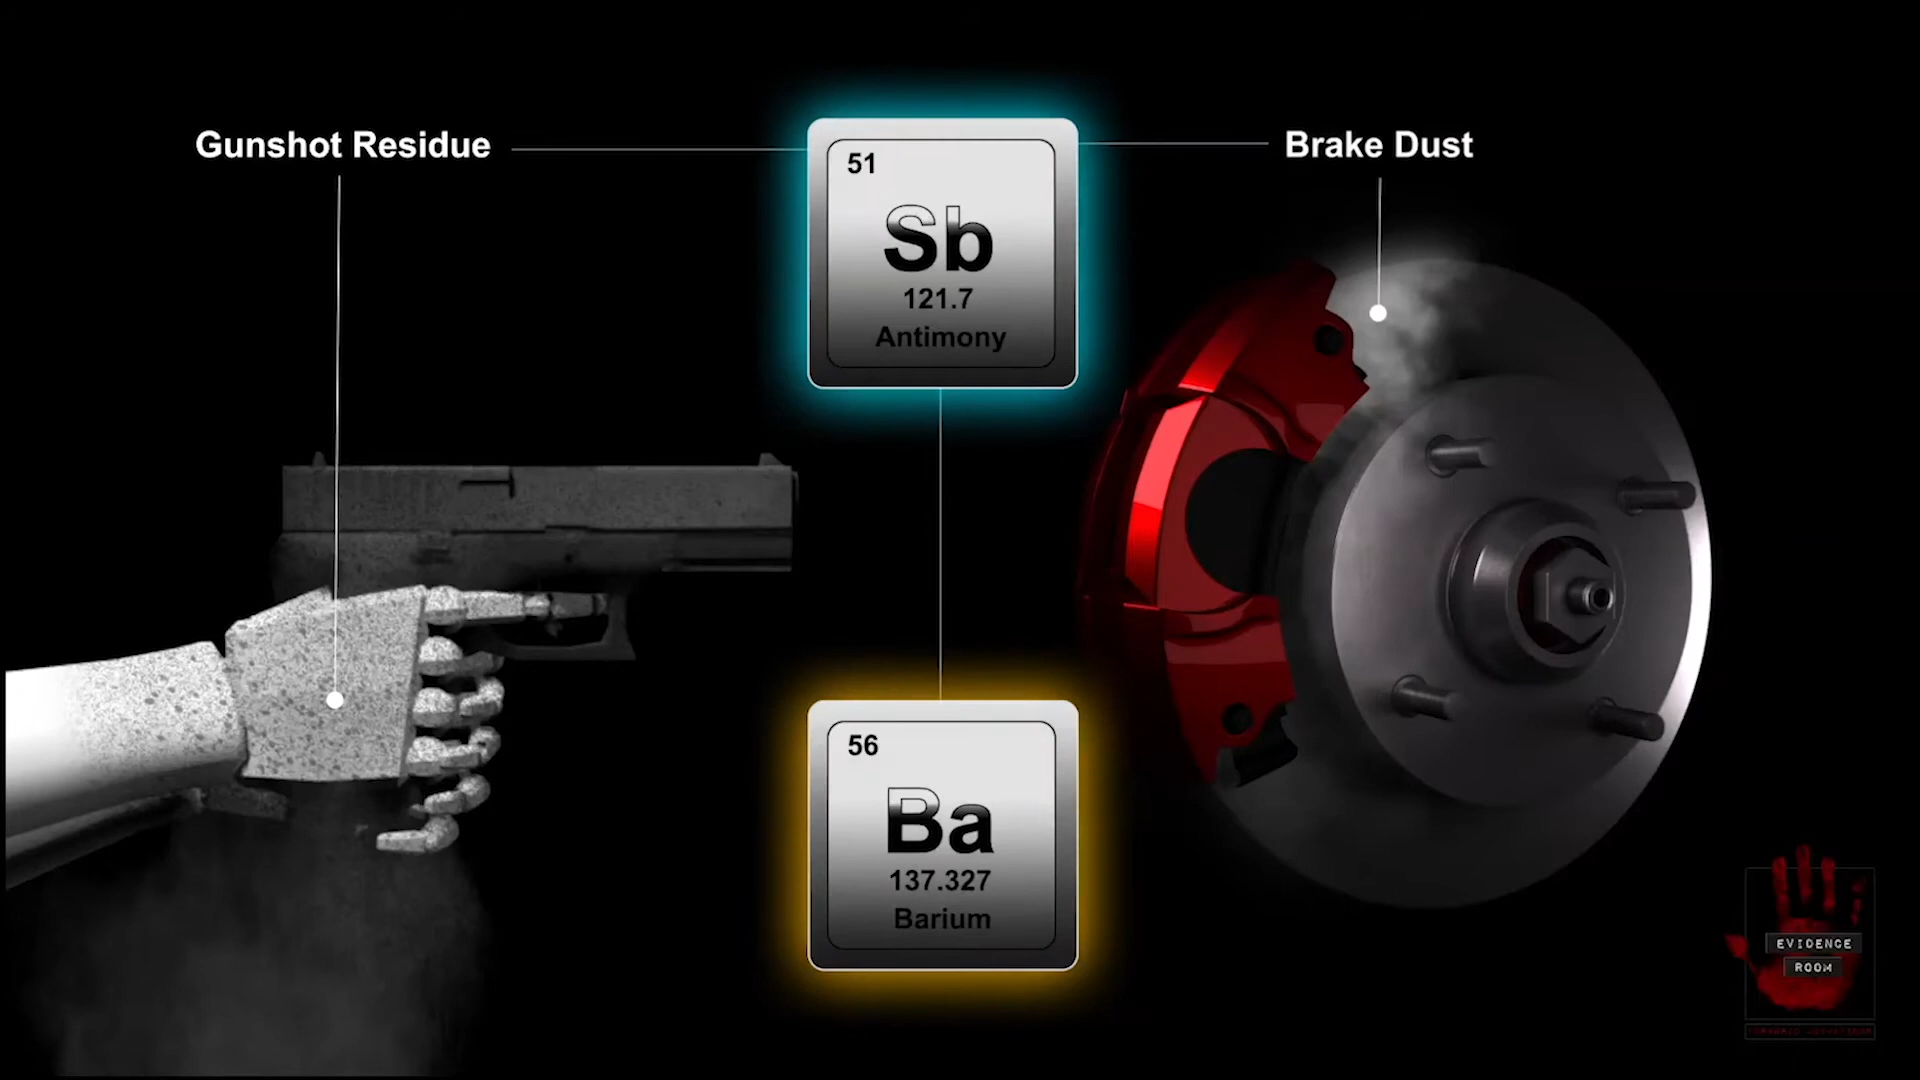 Gunshot Residue
Brake Dust
51
Sb
121.7
Antimony
56
Ba
137.327
Barium
EVIDENCE
ROOM